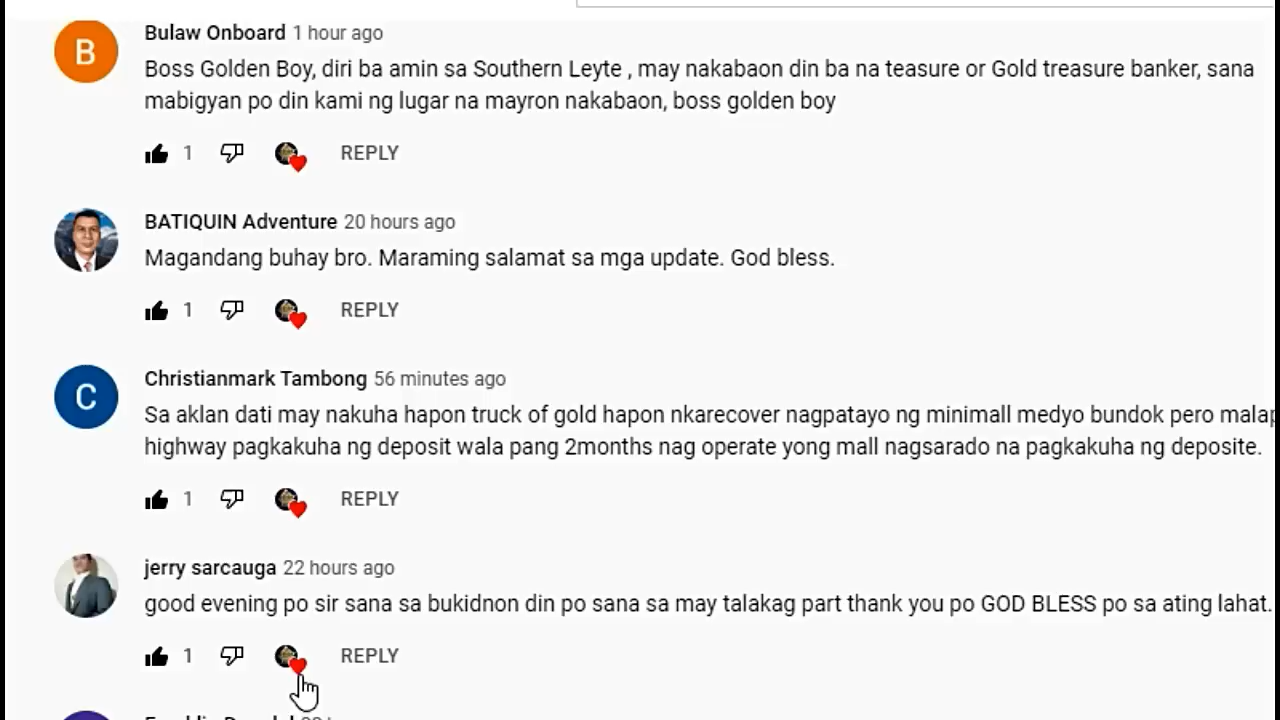 Bulaw Onboard 1 hour ago
Boss Golden Boy, diri ba amin sa Southern Leyte , may nakabaon din ba na teasure or Gold treasure banker, sana
mabigyan po din kami ng lugar na mayron nakabaon, boss golden boy
1 REPLY
BATIQUIN Adventure 20 hours ago
Magandang buhay bro. Maraming salamat sa mga update. God bless.
1 REPLY
Christianmark Tambong 56 minutes ago
Sa aklan dati may nakuha hapon truck of gold hapon nkarecover nagpatayo ng minimall medyo bundok pero
highway pagkakuha ng deposit wala pang 2months nag operate yong mall nagsarado na pagkakuha ng deposite.
1 REPLY
jerry sarcauga 22 hours ago
good evening po sir sana sa bukidnon din po sana sa may talakag part thank you po GOD BLESS po sa ating lahat.
1 REPLY
B
C